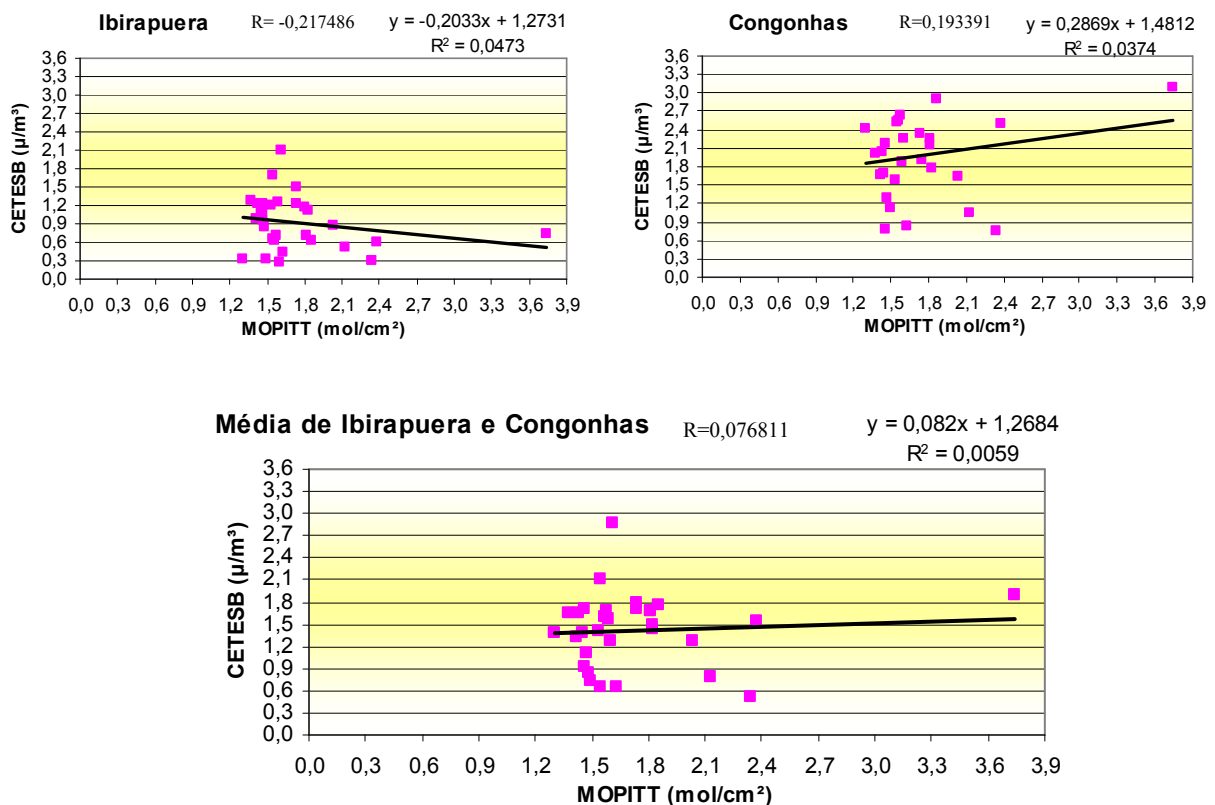 Ibirapuera R= -0,217486 y = -0,2033x + 1,2731
R² = 0,0473
CETESB (µ/m³)
3,6
3,3
3,0
2,7
2,4
2,1
1,8
1,5
1,2
0,9
0,6
0,3
0,0
0,0 0,3 0,6 0,9 1,2 1,5 1,8 2,1 2,4 2,7 3,0 3,3 3,6 3,9
MOPITT (mol/cm²)
Congonhas R=0,193391 y = 0,2869x + 1,4812
R² = 0,0374
CETESB (µ/m³)
3,6
3,3
3,0
2,7
2,4
2,1
1,8
1,5
1,2
0,9
0,6
0,3
0,0
0,0 0,3 0,6 0,9 1,2 1,5 1,8 2,1 2,4 2,7 3,0 3,3 3,6 3,9
MOPITT (mol/cm²)
Média de Ibirapuera e Congonhas R=0,076811 y = 0,082x + 1,2684
R² = 0,0059
CETESB (µ/m³)
3,6
3,3
3,0
2,7
2,4
2,1
1,8
1,5
1,2
0,9
0,6
0,3
0,0
0,0 0,3 0,6 0,9 1,2 1,5 1,8 2,1 2,4 2,7 3,0 3,3 3,6 3,9
MOPITT (mol/cm²)